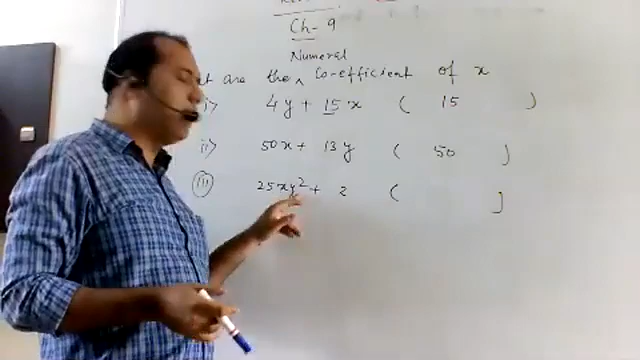 Ch-9
Numeral
are the ^ co-efficient of x
i) 4y + 15x ( 15 )
ii) 50x + 13y ( 50 )
iii) 25xy² + 2 ( )